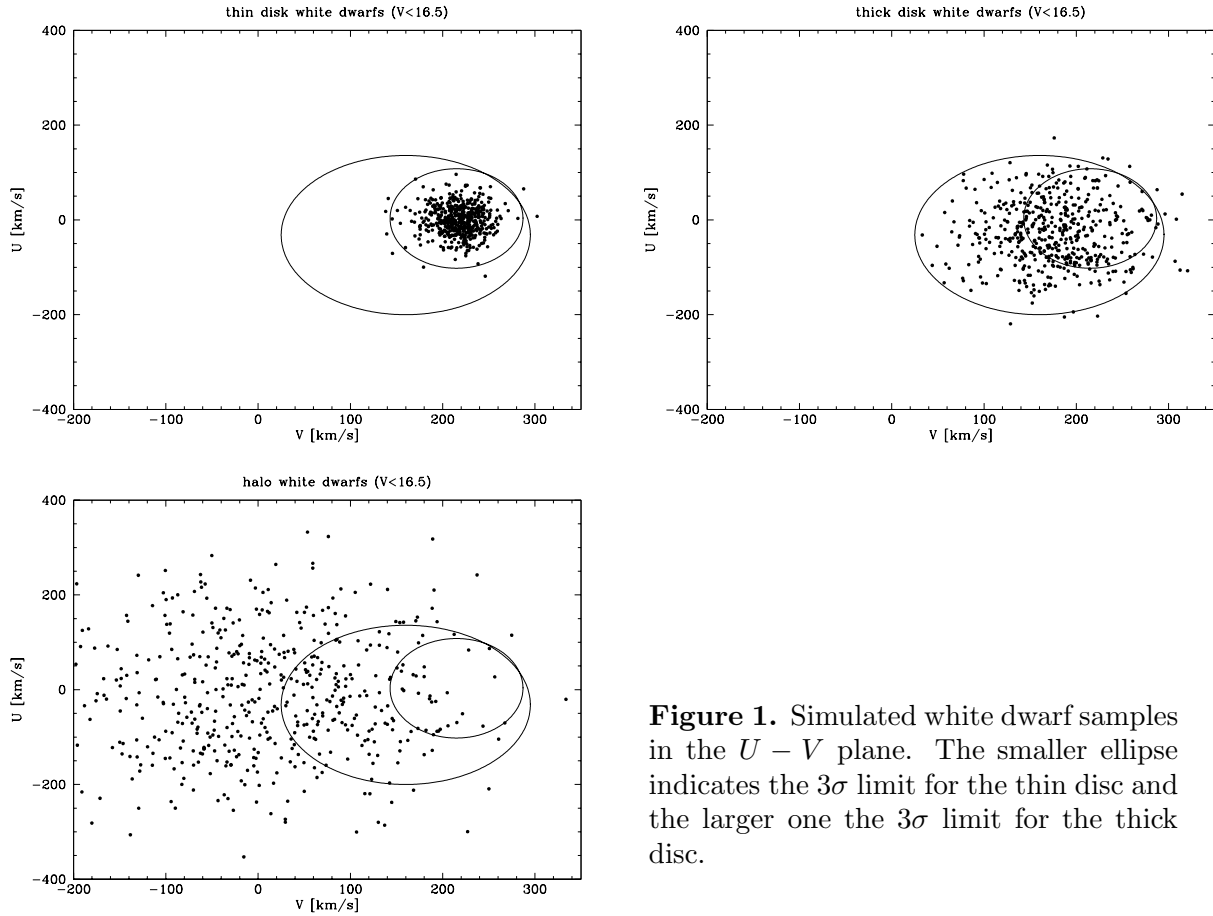 thin disk white dwarfs (V<16.5)
400
200
0
−200
−400
U [km/s]
−200
−100
0
100
200
300
V [km/s]
thick disk white dwarfs (V<16.5)
400
200
0
−200
−400
U [km/s]
−200
−100
0
100
200
300
V [km/s]
halo white dwarfs (V<16.5)
400
200
0
−200
−400
U [km/s]
−200
−100
0
100
200
300
V [km/s]
Figure 1. Simulated white dwarf samples
in the U − V plane. The smaller ellipse
indicates the 3σ limit for the thin disc and
the larger one the 3σ limit for the thick
disc.